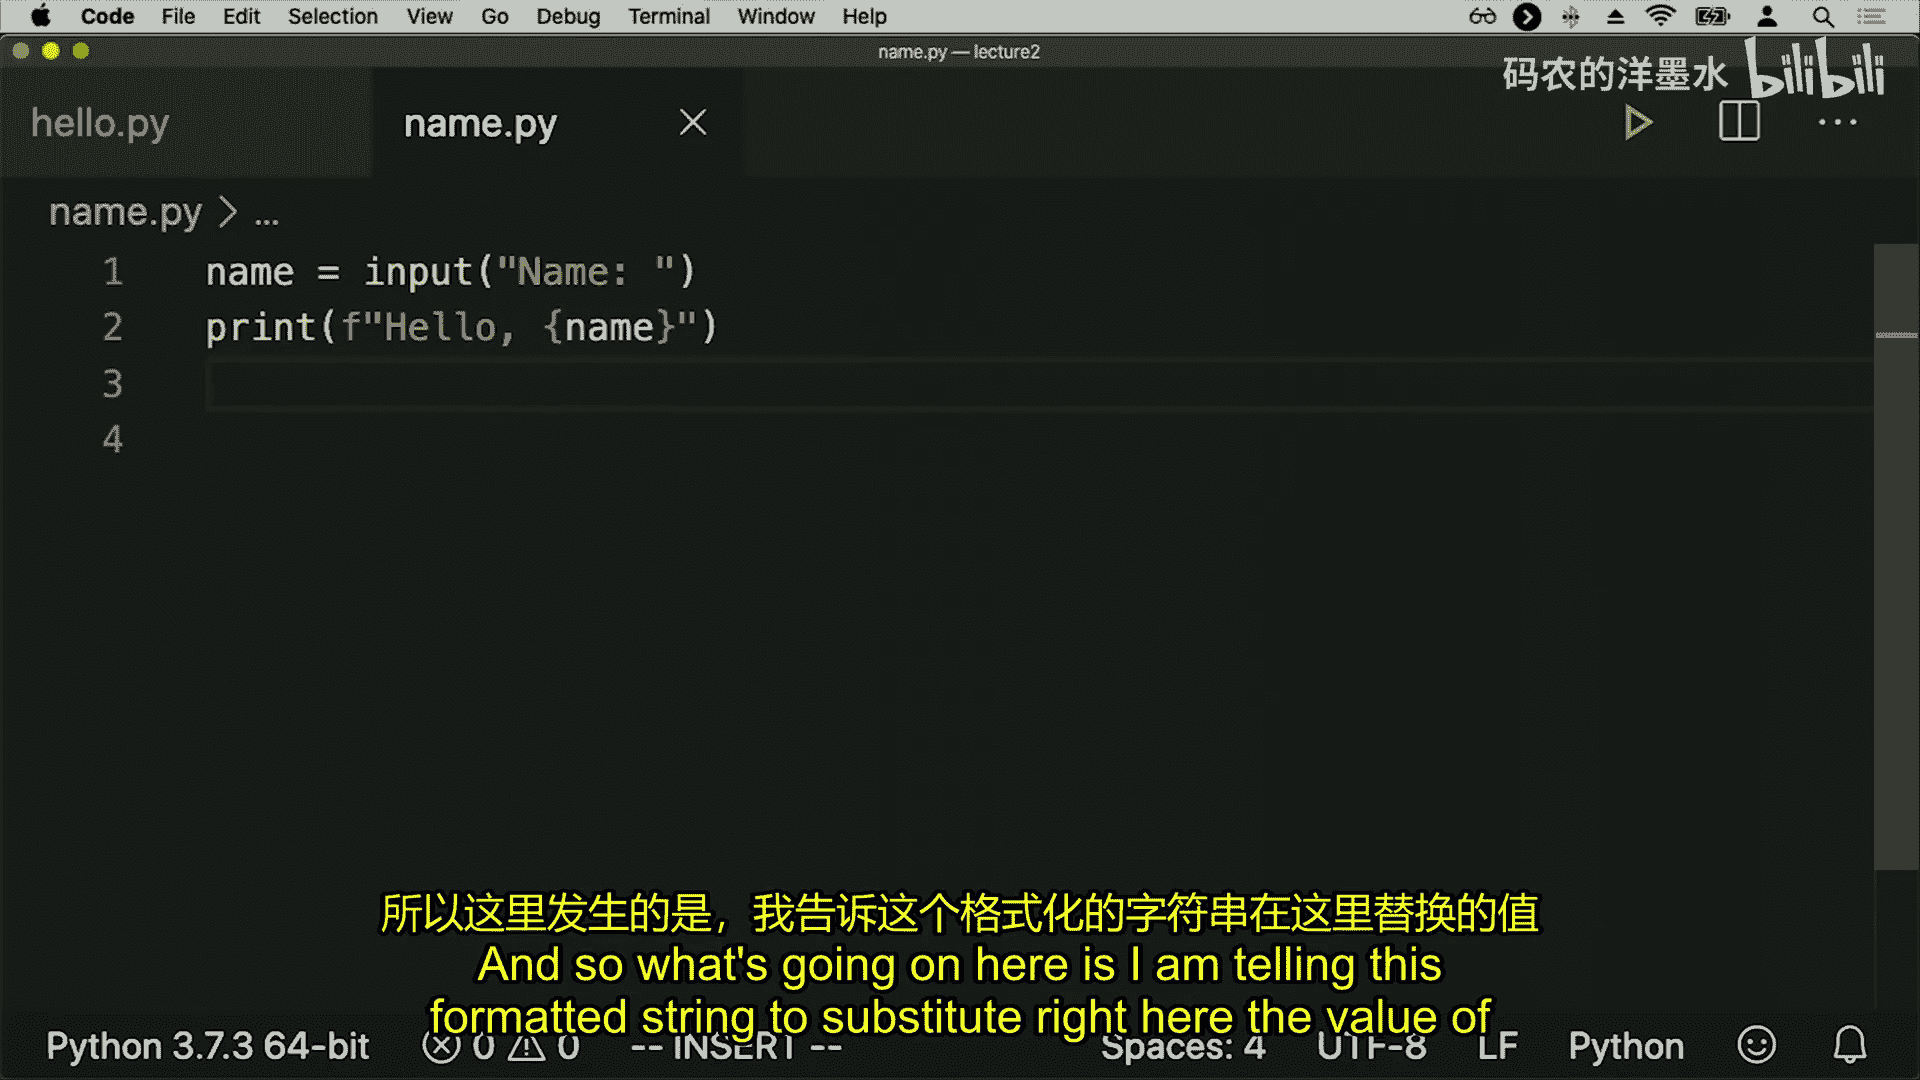 Code File Edit Selection View Go Debug Terminal Window Help
name.py — lecture2
码农的洋墨水 bilibili
hello.py name.py
name.py > ...
1 name = input("Name: ")
2 print(f"Hello, {name}")
3
4
所以这里发生的是，我告诉这个格式化的字符串在这里替换的值
And so what's going on here is I am telling this
formatted string to substitute right here the value of
Python 3.7.3 64-bit 0 0 -- INSERT -- Spaces: 4 UTF-8 LF Python